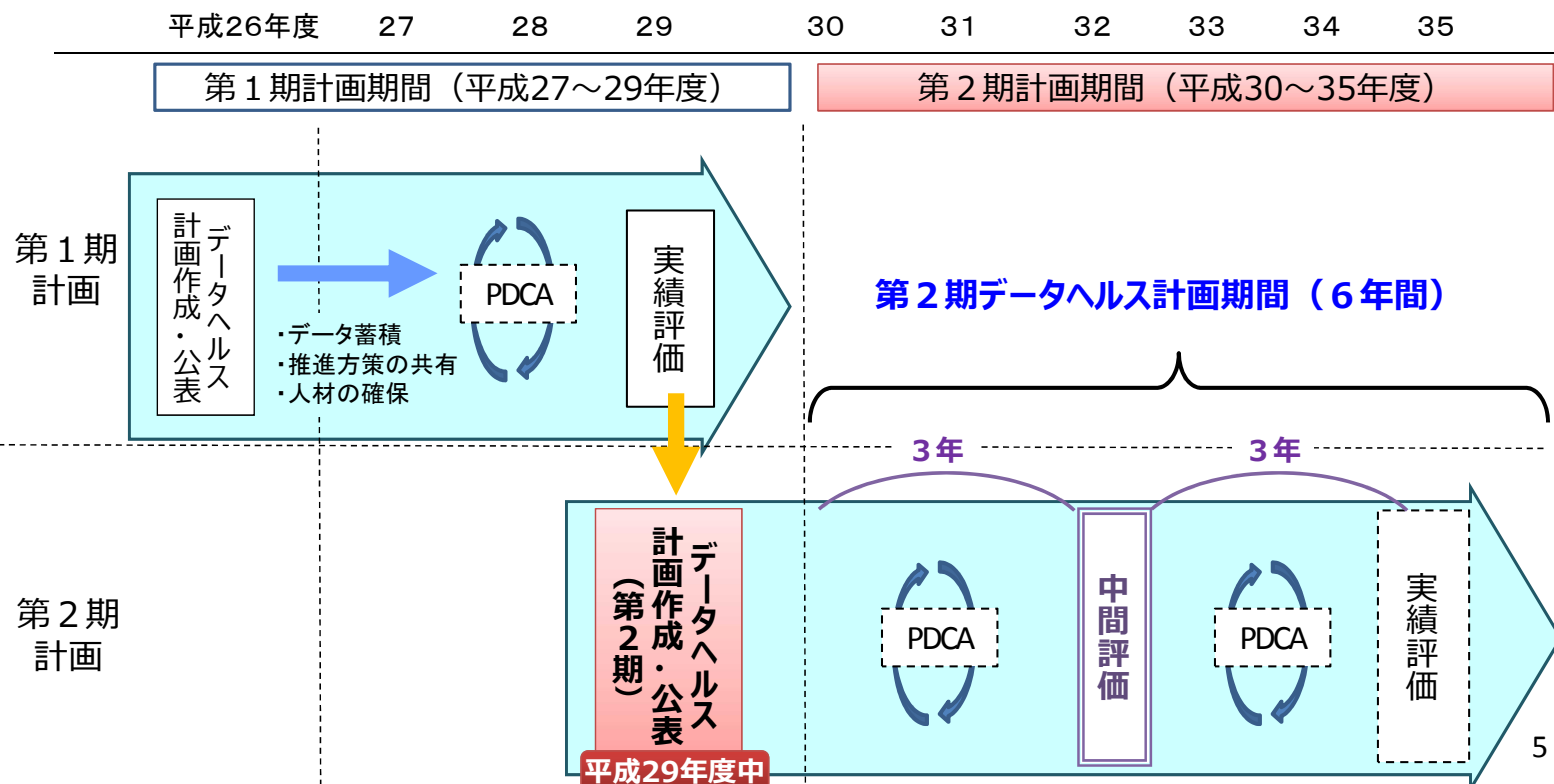 平成26年度 27 28 29 30 31 32 33 34 35
第1期計画期間（平成27～29年度）
第2期計画期間（平成30～35年度）
第1期
計画
データヘルス
計画作成・公表
・データ蓄積
・推進方策の共有
・人材の確保
PDCA
実績評価
第2期データヘルス計画期間（6年間）
3年
3年
第2期
計画
データヘルス
計画作成・公表
（第2期）
平成29年度中
PDCA
中間評価
PDCA
実績評価
5